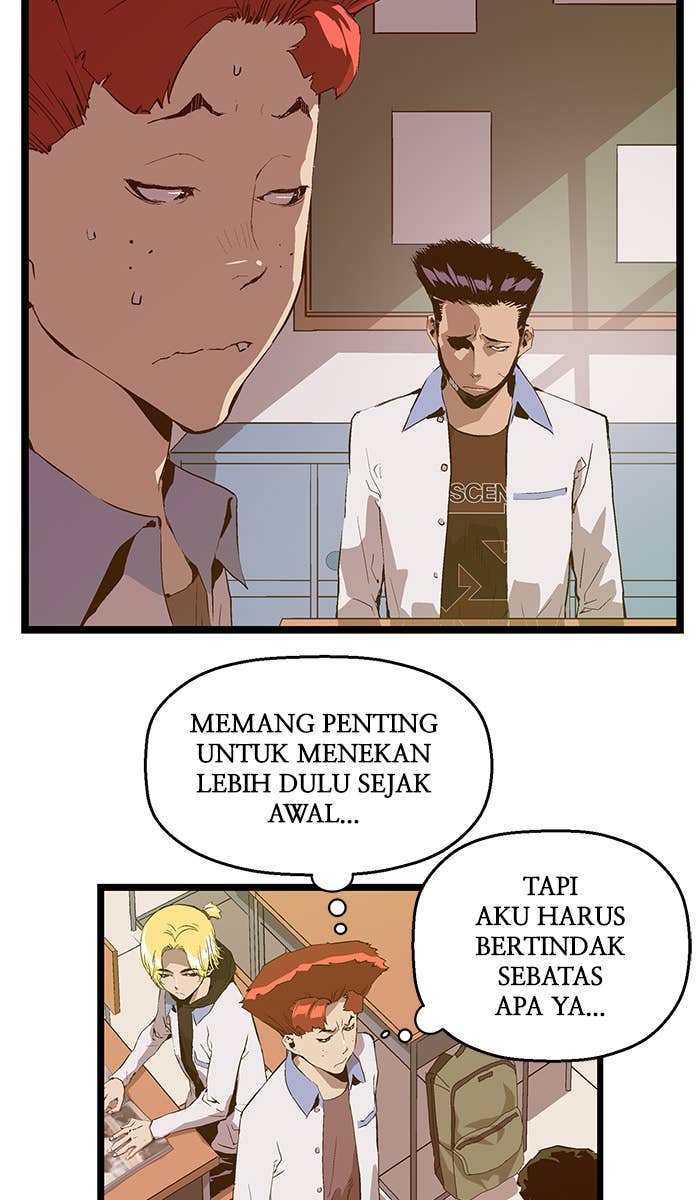 SCEN
MEMANG PENTING
UNTUK MENEKAN
LEBIH DULU SEJAK
AWAL...
TAPI
AKU HARUS
BERTINDAK
SEBATAS
APA YA...